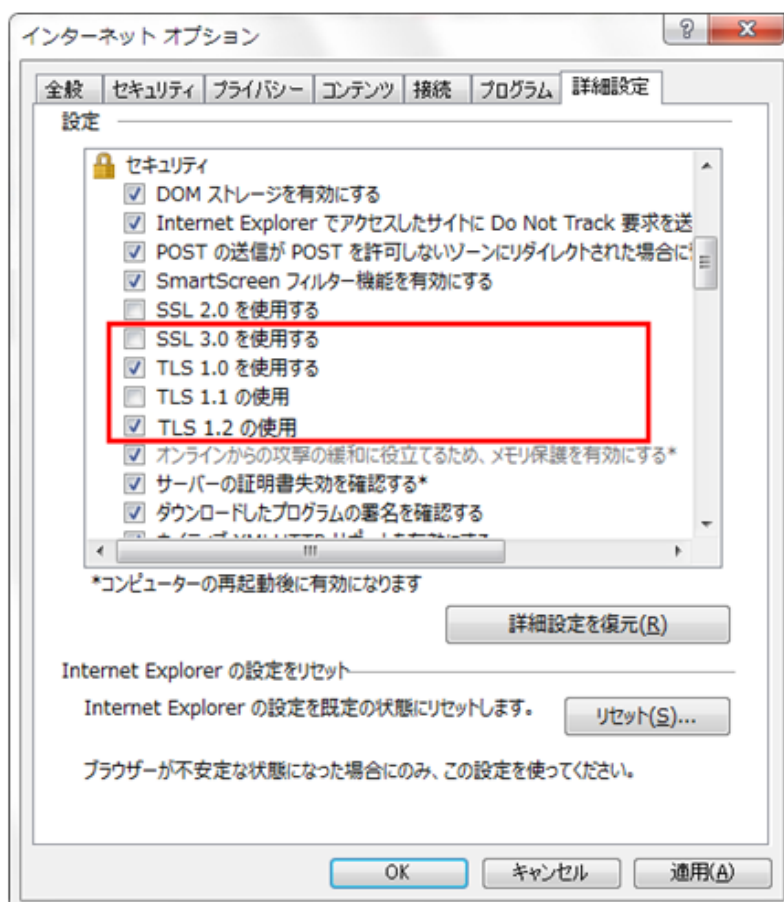 インターネット オプション
全般 セキュリティ プライバシー コンテンツ 接続 プログラム 詳細設定
設定
セキュリティ
DOM ストレージを有効にする
Internet Explorer でアクセスしたサイトに Do Not Track 要求を送
POST の送信が POST を許可しないゾーンにリダイレクトされた場合に
SmartScreen フィルター機能を有効にする
SSL 2.0 を使用する
SSL 3.0 を使用する
TLS 1.0 を使用する
TLS 1.1 の使用
TLS 1.2 の使用
オンラインからの攻撃の緩和に役立てるため、メモリ保護を有効にする*
サーバーの証明書失効を確認する*
ダウンロードしたプログラムの署名を確認する
*コンピューターの再起動後に有効になります
詳細設定を復元(R)
Internet Explorer の設定をリセット
Internet Explorer の設定を既定の状態にリセットします。
リセット(S)...
ブラウザーが不安定な状態になった場合にのみ、この設定を使ってください。
OK キャンセル 適用(A)